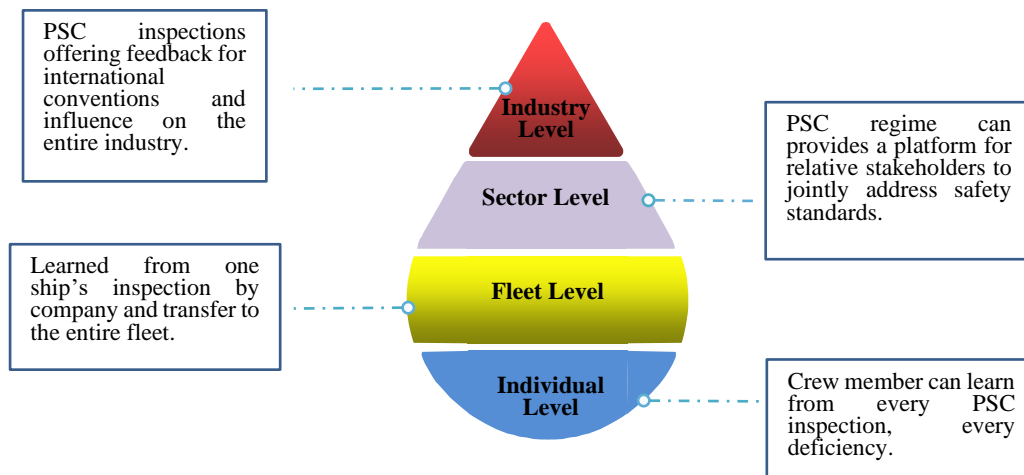 PSC inspections
offering feedback for
international
conventions and
influence on the
entire industry.
Industry
Level
PSC regime can
provides a platform for
relative stakeholders to
jointly address safety
standards.
Sector Level
Learned from one
ship’s inspection by
company and transfer to
the entire fleet.
Fleet Level
Individual
Level
Crew member can learn
from every PSC
inspection, every
deficiency.